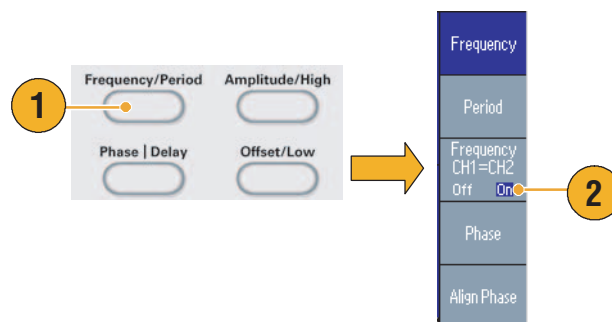 1
Frequency/Period
Amplitude/High
Phase | Delay
Offset/Low
Frequency
Period
Frequency
CH1=CH2
Off On
2
Phase
Align Phase